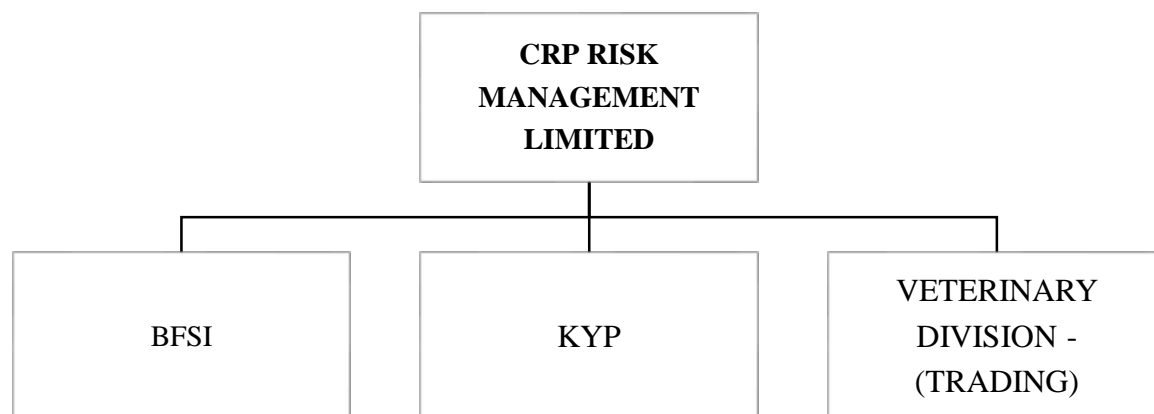 CRP RISK
MANAGEMENT
LIMITED
BFSI
KYP
VETERINARY
DIVISION -
(TRADING)